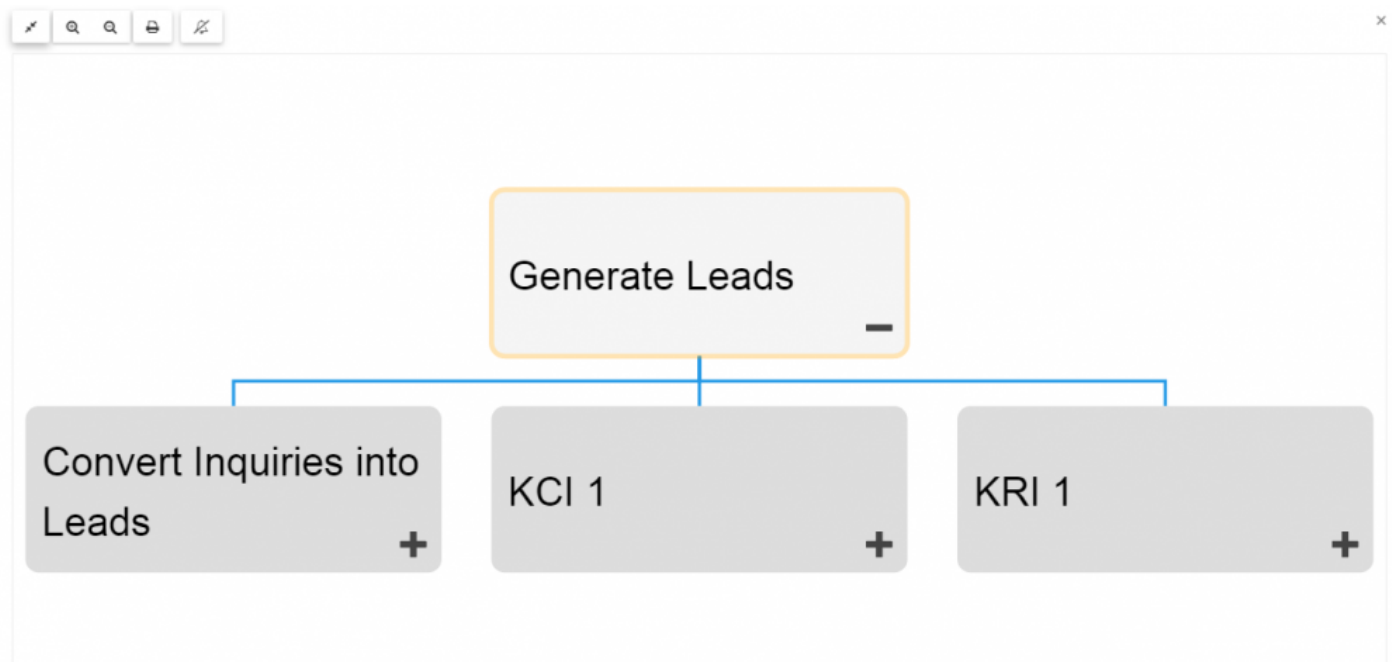 Generate Leads
Convert Inquiries into
Leads
KCI 1
KRI 1